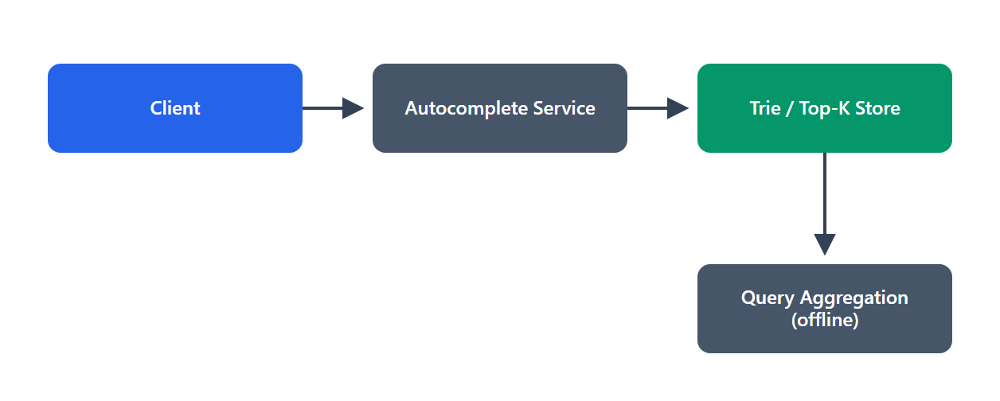 Client
Autocomplete Service
Trie / Top-K Store
Query Aggregation
(offline)